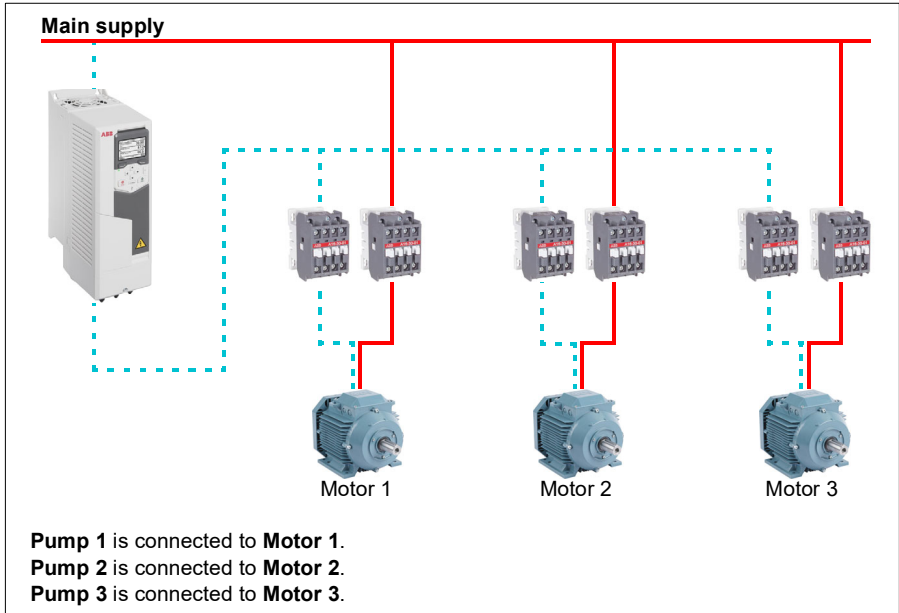 Main supply
ABB
Motor 1
Motor 2
Motor 3
Pump 1 is connected to Motor 1.
Pump 2 is connected to Motor 2.
Pump 3 is connected to Motor 3.